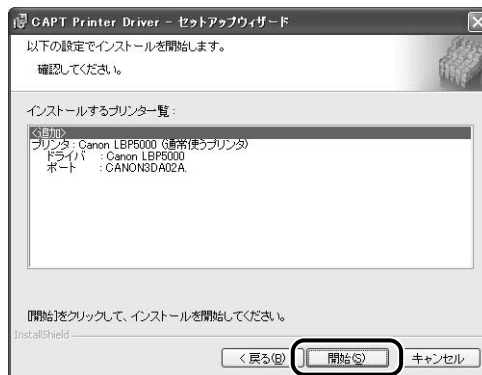 CAPT Printer Driver - セットアップウィザード
以下の設定でインストールを開始します。
確認してください。
インストールするプリンター覧:
<追加>
プリンタ : Canon LBP5000 (通常使うプリンタ)
ドライバ : Canon LBP5000
ポート : CANON3DA02A.
[開始]をクリックして、インストールを開始してください。
InstallShield
< 戻る(B)
開始(S)
キャンセル